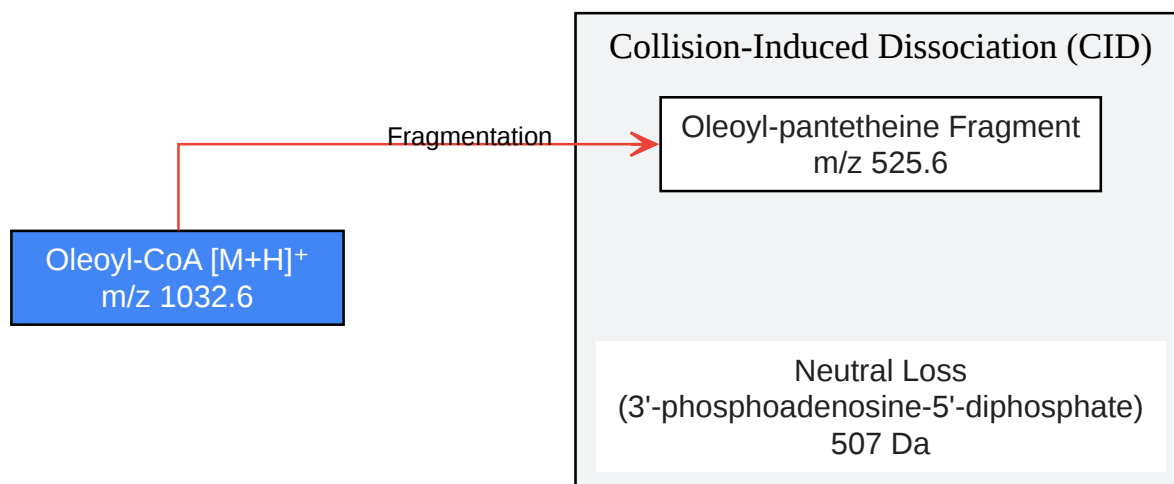 Collision-Induced Dissociation (CID)
Oleoyl-pantetheine Fragment
m/z 525.6
Fragmentation
Oleoyl-CoA [M+H]⁺
m/z 1032.6
Neutral Loss
(3'-phosphoadenosine-5'-diphosphate)
507 Da